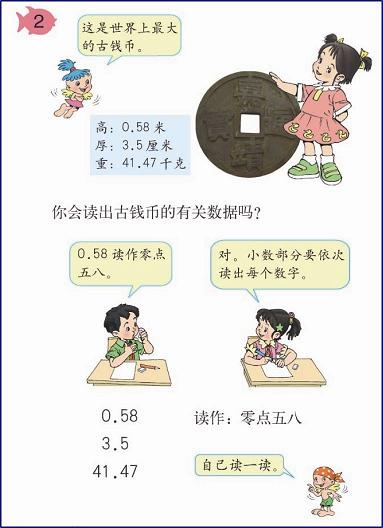 2
这是世界上最大
的古钱币。
嘉
靖
通
寶
高：0.58 米
厚：3.5 厘米
重：41.47 千克
你会读出古钱币的有关数据吗？
0.58 读作零点
五八。
对。小数部分要依次
读出每个数字。
0.58 读作：零点五八
3.5
41.47
自己读一读。